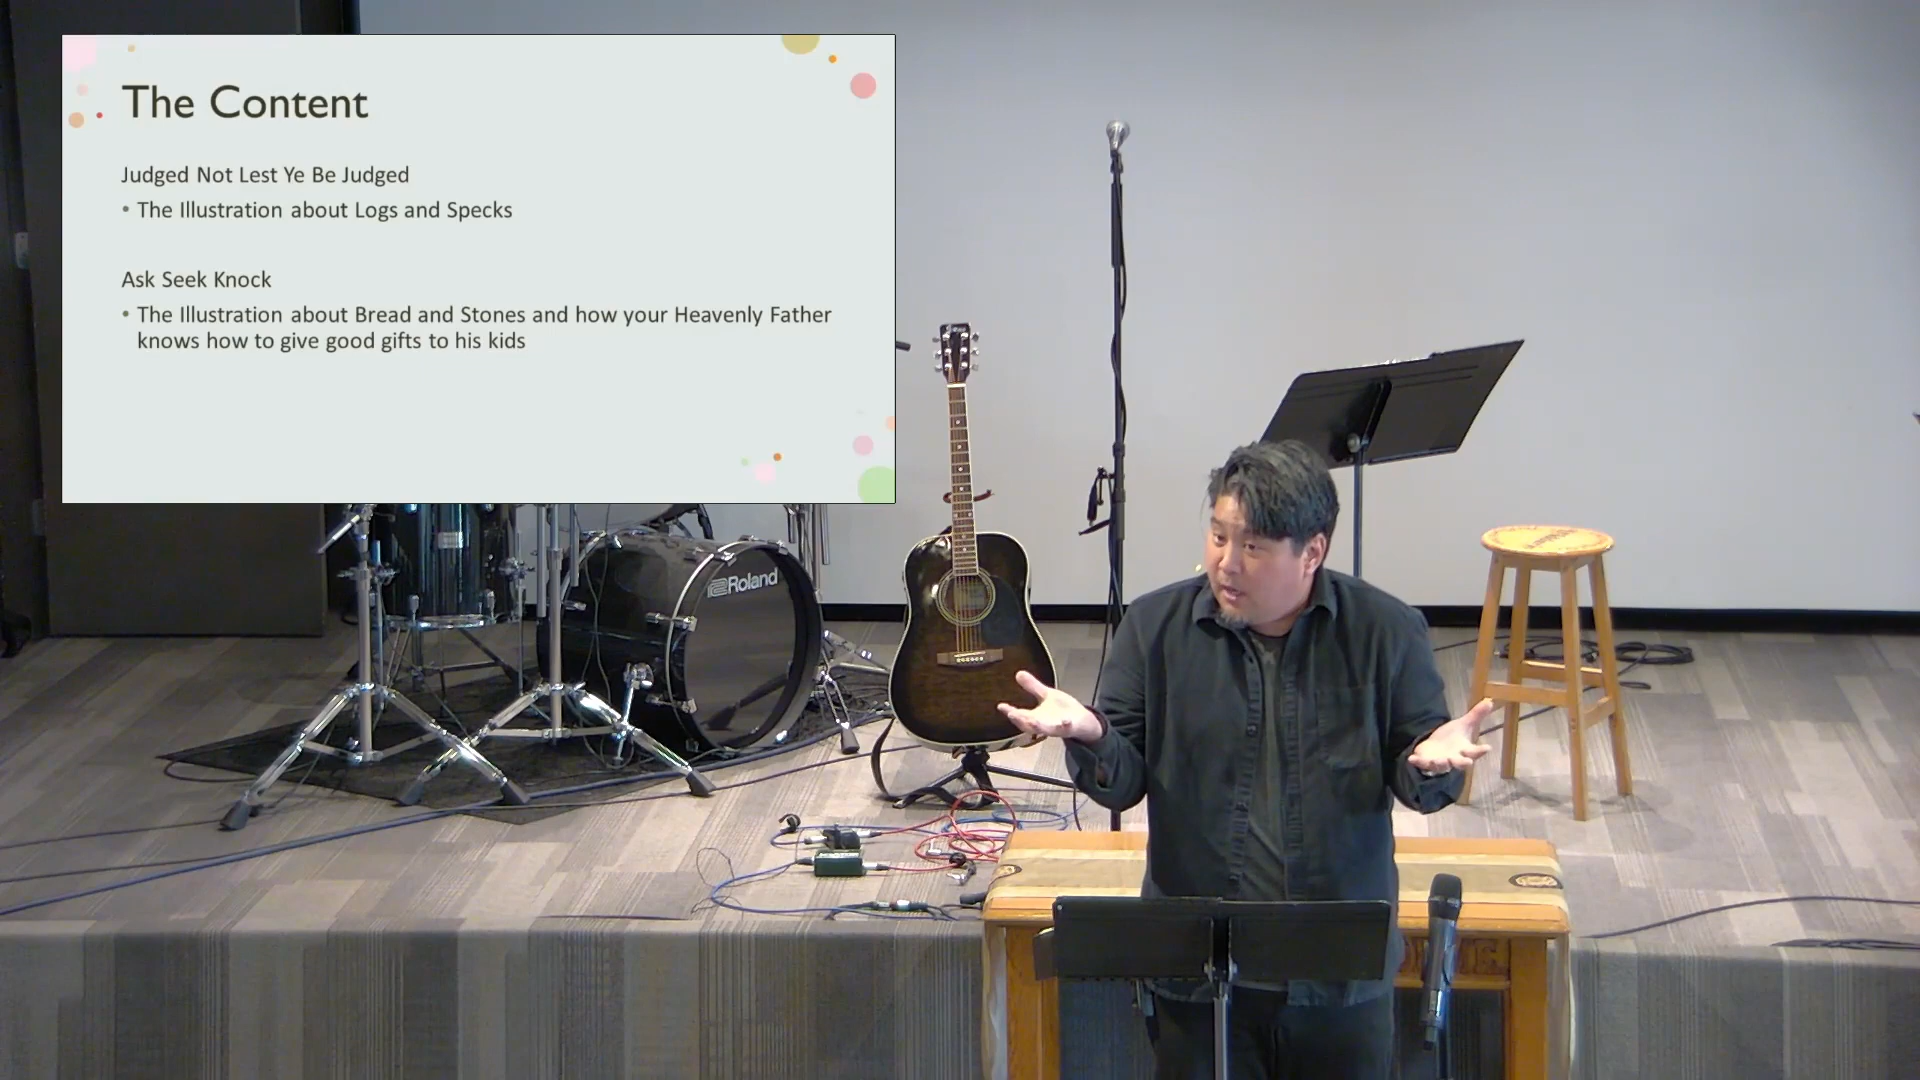 The Content
Judged Not Lest Ye Be Judged
• The Illustration about Logs and Specks
Ask Seek Knock
• The Illustration about Bread and Stones and how your Heavenly Father
knows how to give good gifts to his kids
Roland